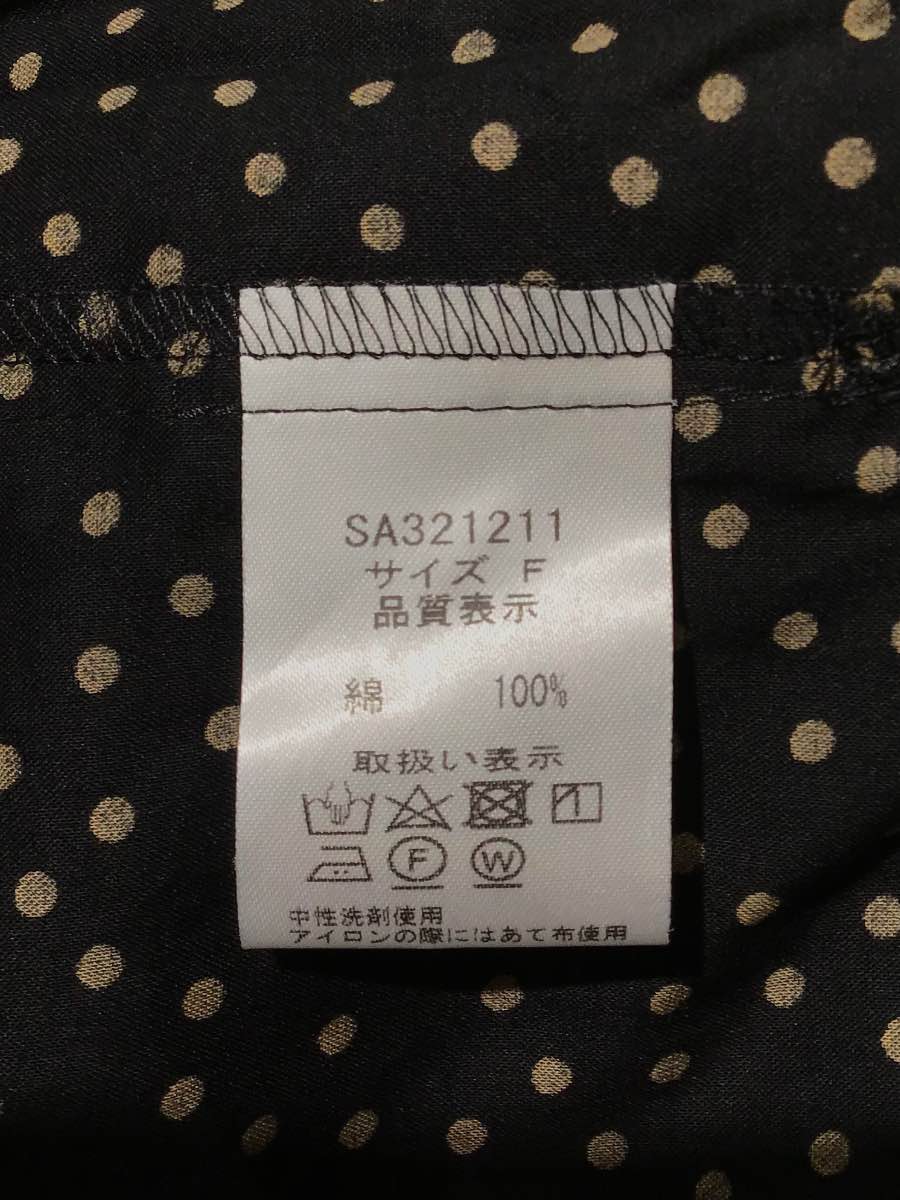 SA321211
サイズ F
品質表示
綿 100%
取扱い表示
F W
中性洗剤使用
アイロンの際にはあて布使用